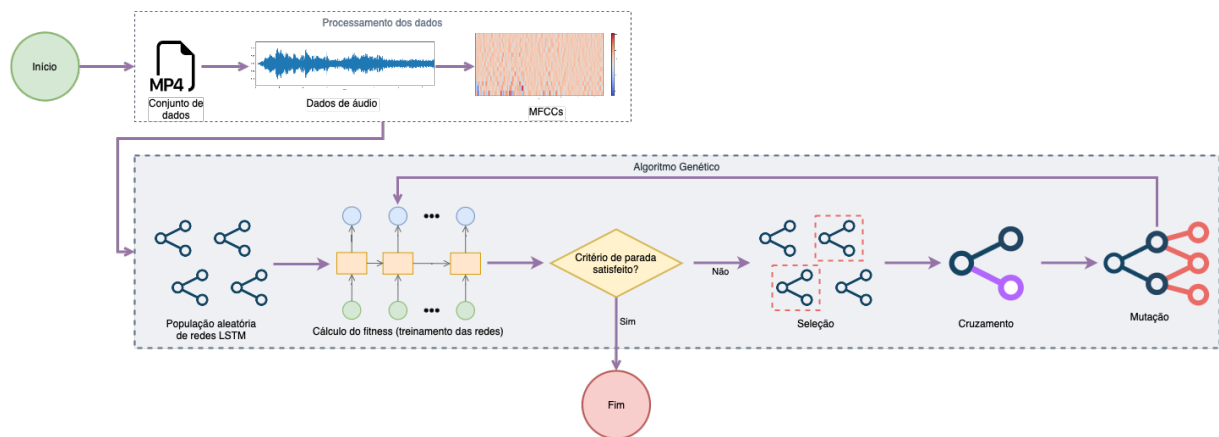 Processamento dos dados
Início
MP4
Conjunto de
dados
Dados de áudio
MFCCs
Algoritmo Genético
População aleatória
de redes LSTM
Cálculo do fitness (treinamento das redes)
Critério de parada
satisfeito?
Não
Sim
Seleção
Cruzamento
Mutação
Fim